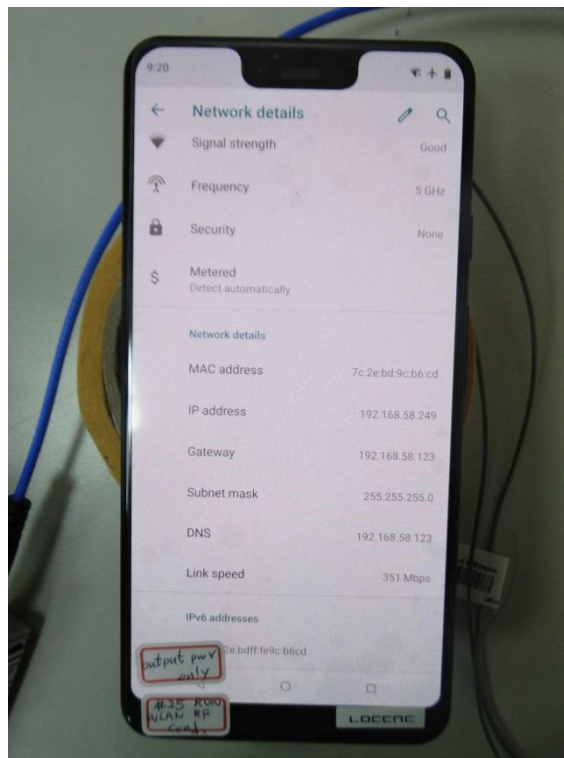 9:20
Network details
Signal strength
Good
Frequency
5 GHz
Security
None
Metered
Detect automatically
Network details
MAC address
7c:2e:bd:9c:b6:cd
IP address
192.168.58.249
Gateway
192.168.58.123
Subnet mask
255.255.255.0
DNS
192.168.58.123
Link speed
351 Mbps
IPv6 addresses
2e:bdff:fe9c:b6cd
output pwr
only
#25 ROW
WLAN RF
Cond.